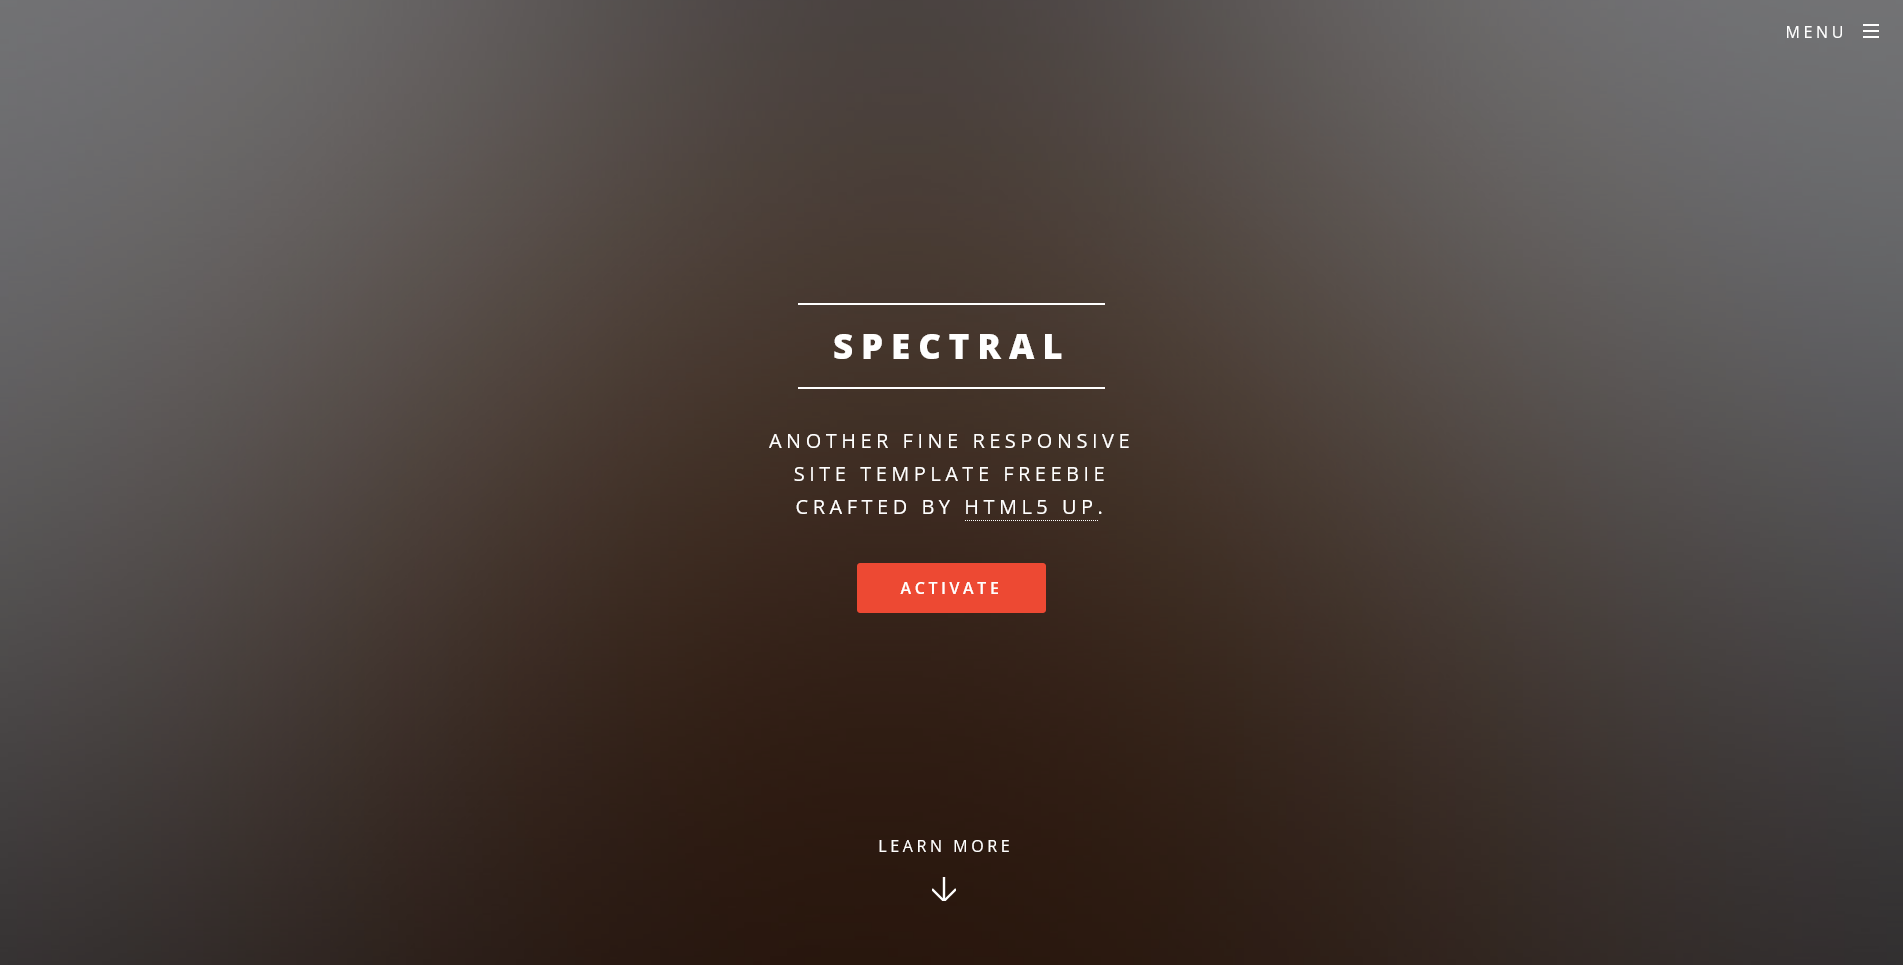 MENU
SPECTRAL
ANOTHER FINE RESPONSIVE
SITE TEMPLATE FREEBIE
CRAFTED BY HTML5 UP.
ACTIVATE
LEARN MORE